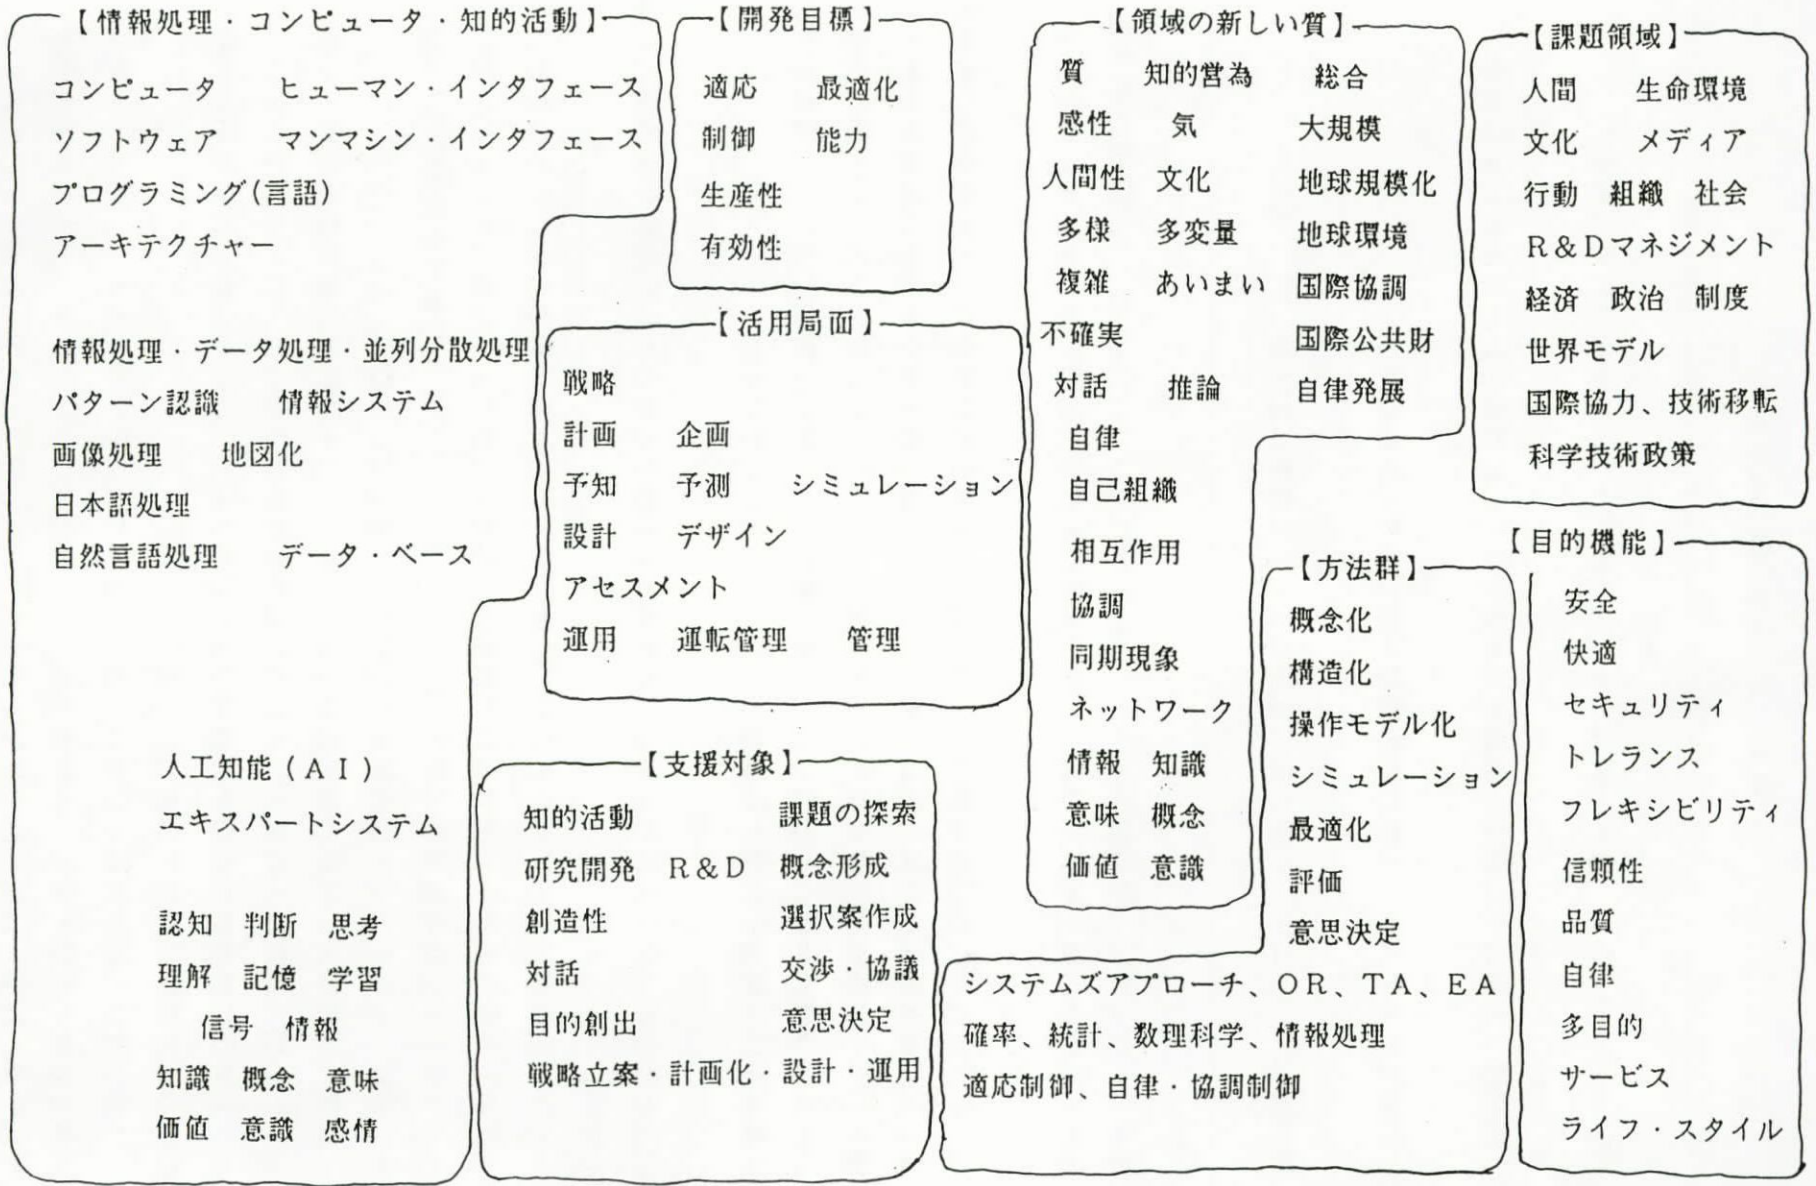 【情報処理・コンピュータ・知的活動】
コンピュータ ヒューマン・インタフェース
ソフトウェア マンマシン・インタフェース
プログラミング(言語)
アーキテクチャー
情報処理・データ処理・並列分散処理
パターン認識 情報システム
画像処理 地図化
日本語処理
自然言語処理 データ・ベース
人工知能(AI)
エキスパートシステム
認知 判断 思考
理解 記憶 学習
信号 情報
知識 概念 意味
価値 意識 感情
【開発目標】
適応 最適化
制御 能力
生産性
有効性
【活用局面】
戦略
計画 企画
予知 予測 シミュレーション
設計 デザイン
アセスメント
運用 運転管理 管理
【支援対象】
知的活動 課題の探索
研究開発 R&D 概念形成
創造性 選択案作成
対話 交渉・協議
目的創出 意思決定
戦略立案・計画化・設計・運用
【領域の新しい質】
質 知的営為 総合
感性 気 大規模
人間性 文化 地球規模化
多様 多変量 地球環境
複雑 あいまい 国際協調
不確実 国際公共財
対話 推論 自律発展
自律
自己組織
相互作用
協調
同期現象
ネットワーク
情報 知識
意味 概念
価値 意識
【方法群】
概念化
構造化
操作モデル化
シミュレーション
最適化
評価
意思決定
システムズアプローチ、OR、TA、EA
確率、統計、数理科学、情報処理
適応制御、自律・協調制御
【課題領域】
人間 生命環境
文化 メディア
行動 組織 社会
R&Dマネジメント
経済 政治 制度
世界モデル
国際協力、技術移転
科学技術政策
【目的機能】
安全
快適
セキュリティ
トレランス
フレキシビリティ
信頼性
品質
自律
多目的
サービス
ライフ・スタイル